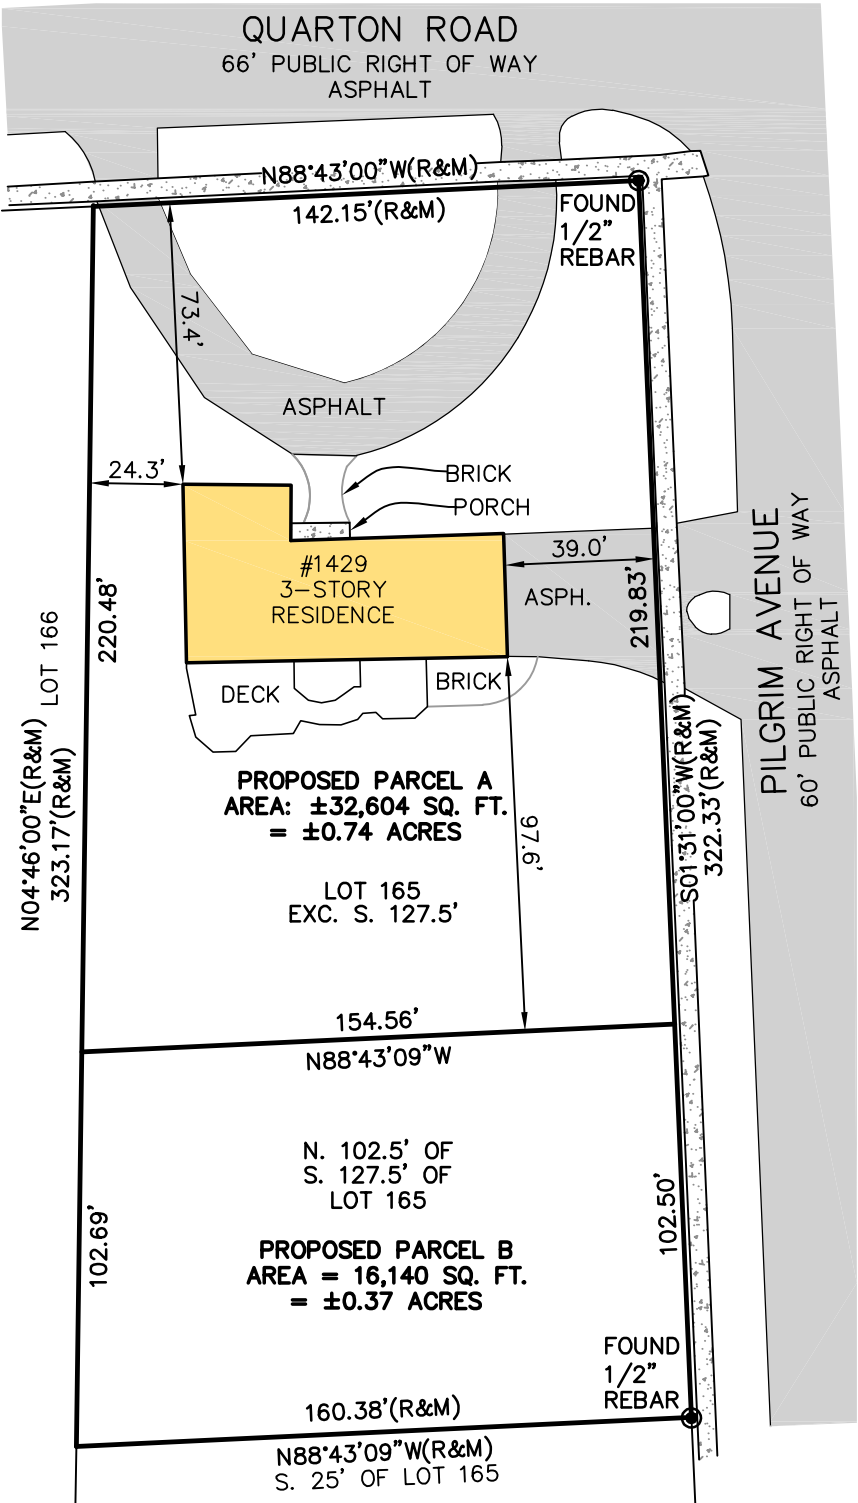 QUARTON ROAD
66' PUBLIC RIGHT OF WAY
ASPHALT
N88°43'00"W(R&M)
142.15'(R&M)
FOUND
1/2"
REBAR
73.4'
ASPHALT
24.3'
BRICK
PORCH
#1429
3-STORY
RESIDENCE
39.0'
ASPH.
219.83'
220.48'
LOT 166
N04°46'00"E(R&M)
323.17'(R&M)
DECK
BRICK
PILGRIM AVENUE
60' PUBLIC RIGHT OF WAY
ASPHALT
S01°31'00"W(R&M)
322.33'(R&M)
PROPOSED PARCEL A
AREA: ±32,604 SQ. FT.
= ±0.74 ACRES
97.6'
LOT 165
EXC. S. 127.5'
154.56'
N88°43'09"W
N. 102.5' OF
S. 127.5' OF
LOT 165
102.69'
102.50'
PROPOSED PARCEL B
AREA = 16,140 SQ. FT.
= ±0.37 ACRES
FOUND
1/2"
REBAR
160.38'(R&M)
N88°43'09"W(R&M)
S. 25' OF LOT 165